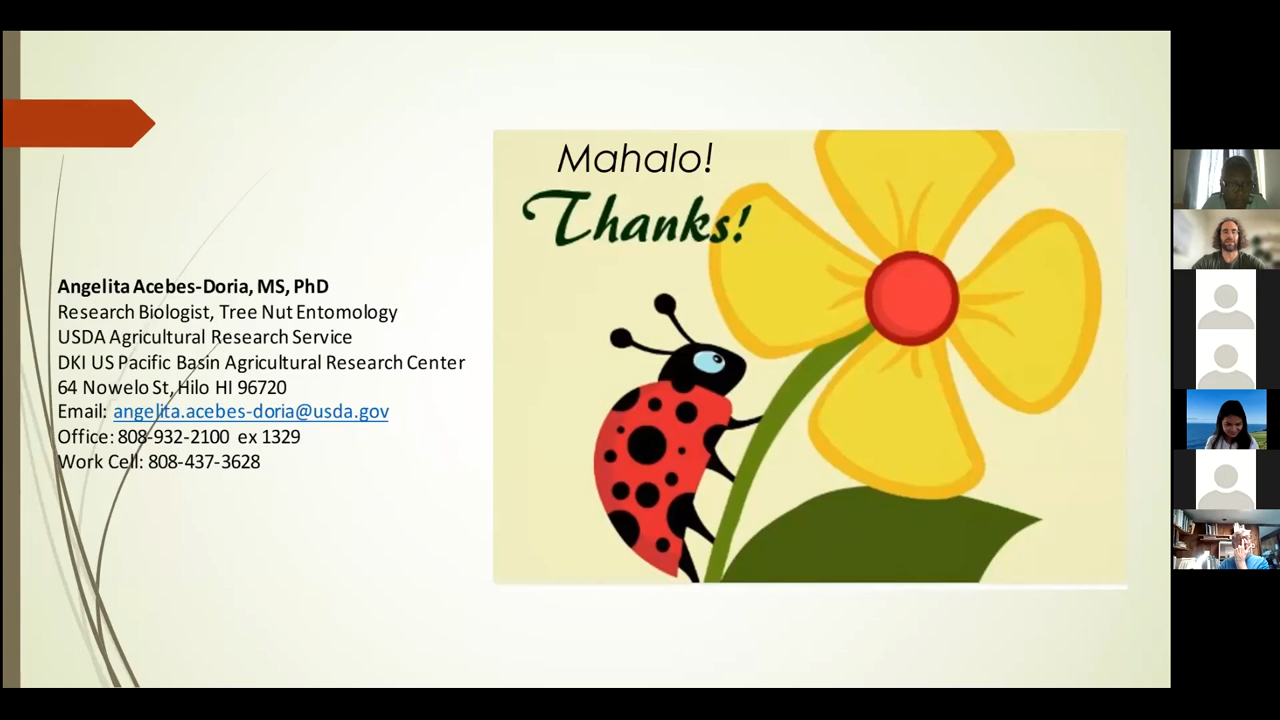 Mahalo!
Thanks!
Angelita Acebes-Doria, MS, PhD
Research Biologist, Tree Nut Entomology
USDA Agricultural Research Service
DKI US Pacific Basin Agricultural Research Center
64 Nowelo St, Hilo HI 96720
Email: angelita.acebes-doria@usda.gov
Office: 808-932-2100 ex 1329
Work Cell: 808-437-3628